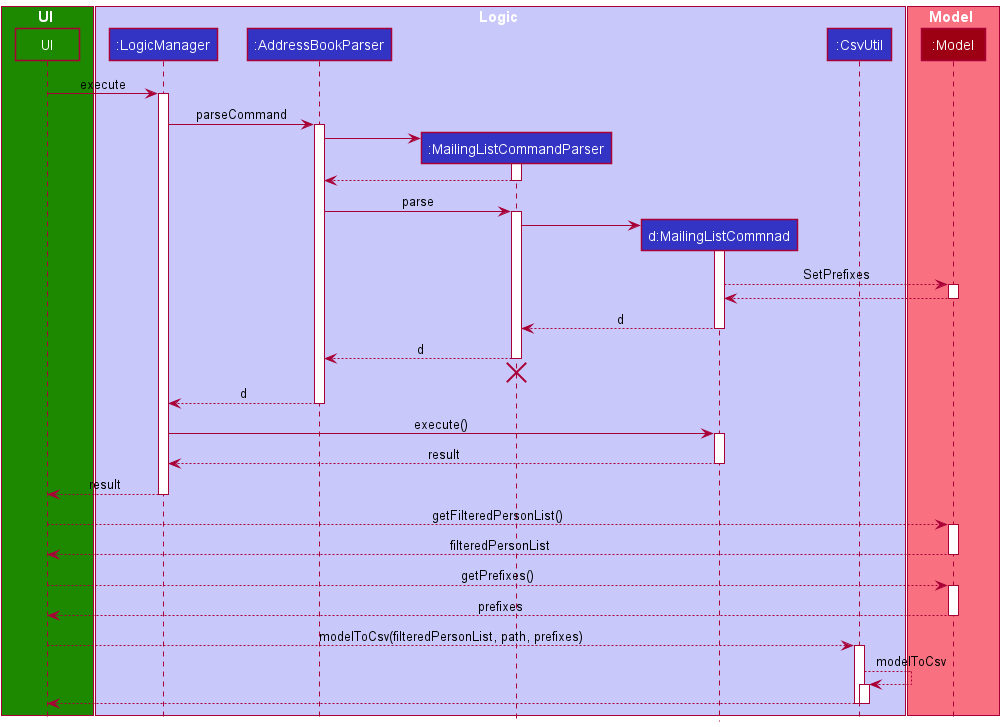 UI
Logic
Model
UI
:LogicManager
:AddressBookParser
:CsvUtil
:Model
execute
parseCommand
:MailingListCommandParser
parse
d:MailingListCommnad
SetPrefixes
d
d
d
execute()
result
result
getFilteredPersonList()
filteredPersonList
getPrefixes()
prefixes
modelToCsv(filteredPersonList, path, prefixes)
modelToCsv